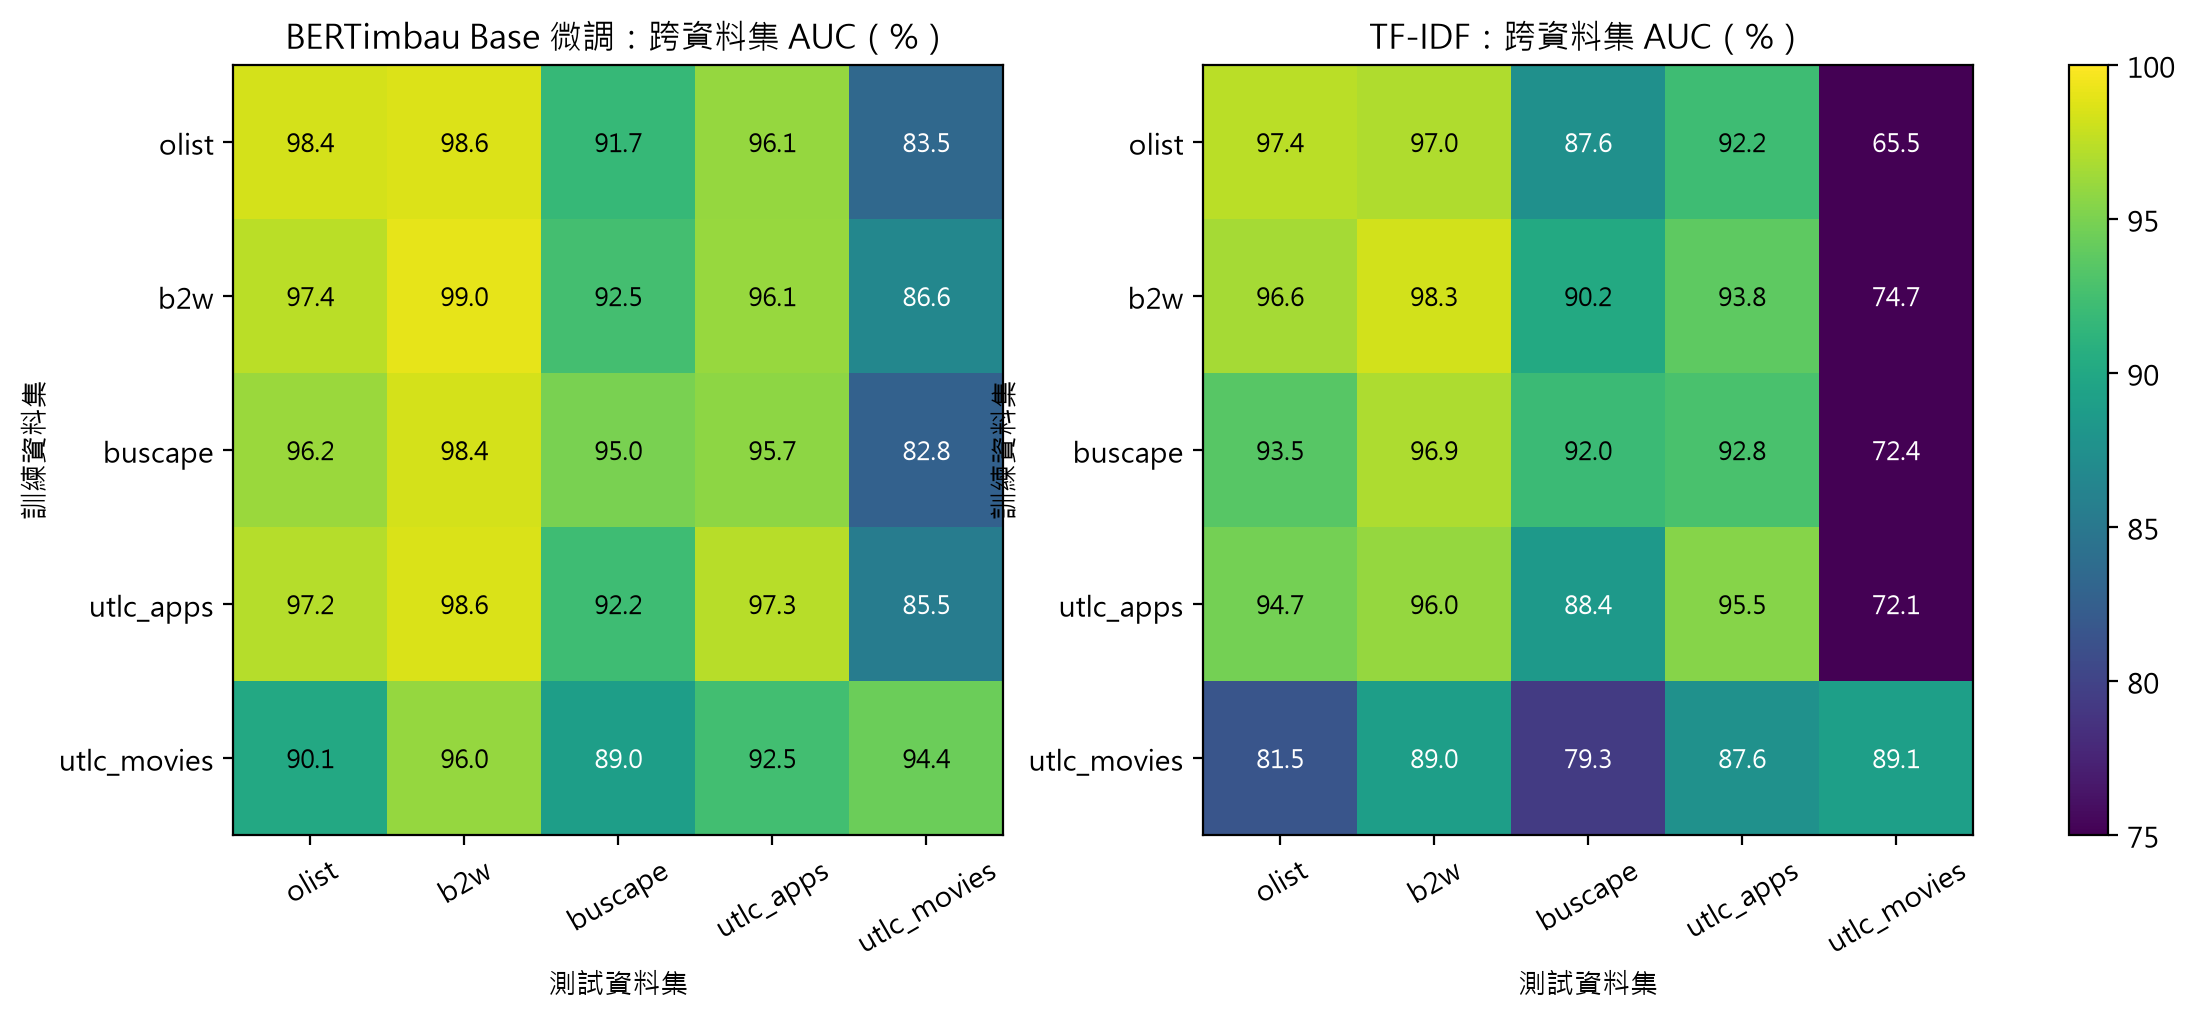 BERTimbau Base 微調：跨資料集 AUC（%）
訓練資料集
olist 98.4 98.6 91.7 96.1 83.5
b2w 97.4 99.0 92.5 96.1 86.6
buscape 96.2 98.4 95.0 95.7 82.8
utlc_apps 97.2 98.6 92.2 97.3 85.5
utlc_movies 90.1 96.0 89.0 92.5 94.4
olist b2w buscape utlc_apps utlc_movies
測試資料集
TF-IDF：跨資料集 AUC（%）
訓練資料集
olist 97.4 97.0 87.6 92.2 65.5
b2w 96.6 98.3 90.2 93.8 74.7
buscape 93.5 96.9 92.0 92.8 72.4
utlc_apps 94.7 96.0 88.4 95.5 72.1
utlc_movies 81.5 89.0 79.3 87.6 89.1
olist b2w buscape utlc_apps utlc_movies
測試資料集
100
95
90
85
80
75